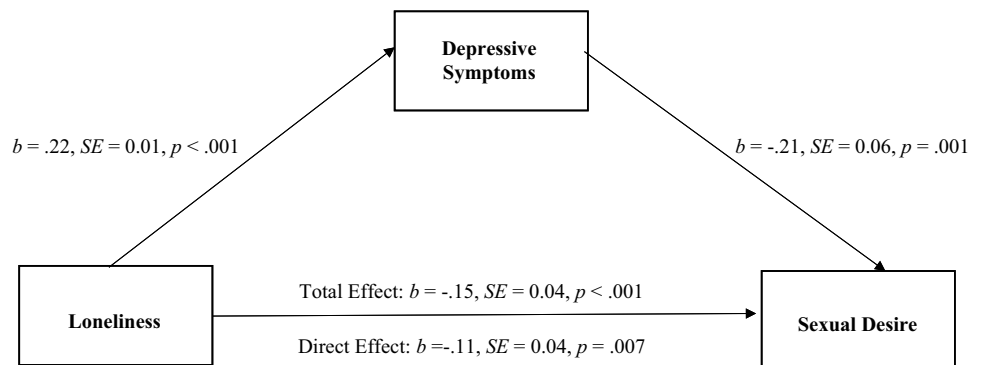 Depressive
Symptoms
b = .22, SE = 0.01, p < .001
b = -.21, SE = 0.06, p = .001
Total Effect: b = -.15, SE = 0.04, p < .001
Loneliness
Sexual Desire
Direct Effect: b =-.11, SE = 0.04, p = .007